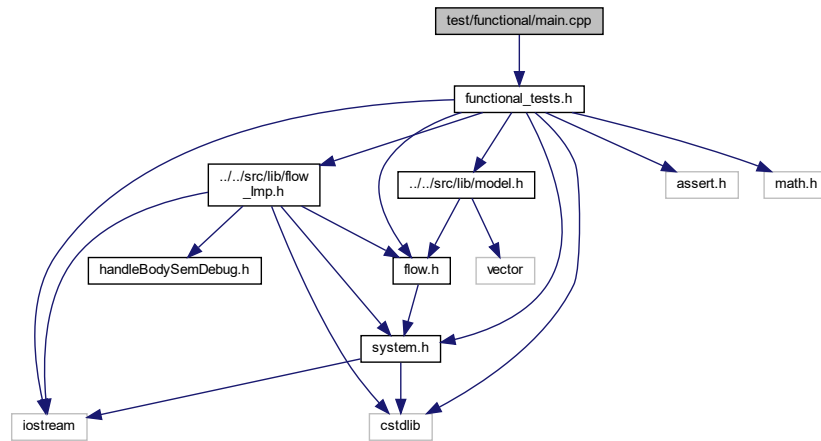 test/functional/main.cpp
functional_tests.h
../../src/lib/flow
_Imp.h
../../src/lib/model.h
assert.h
math.h
handleBodySemDebug.h
flow.h
vector
system.h
iostream
cstdlib